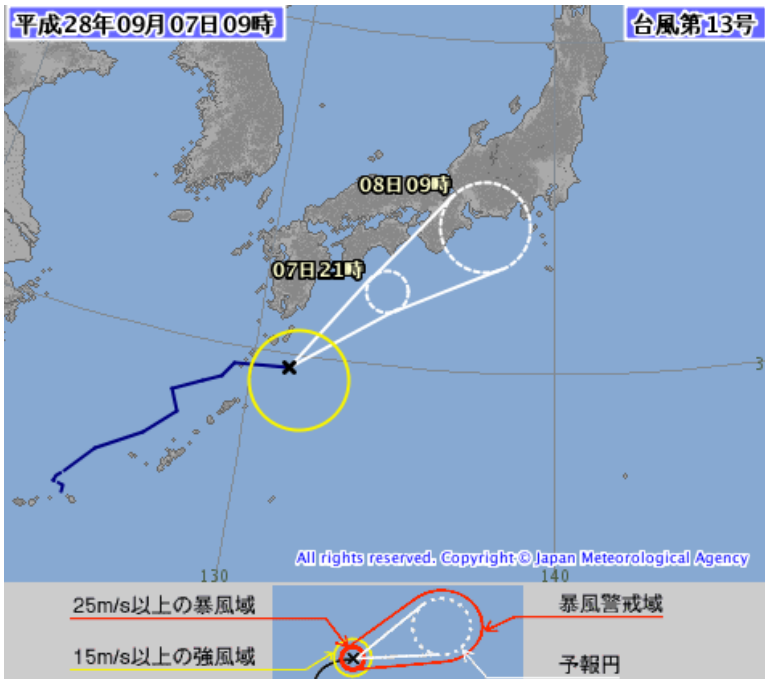 平成28年09月07日09時
台風第13号
08日09時
07日21時
3
All rights reserved. Copyright © Japan Meteorological Agency
130
140
25m/s以上の暴風域
暴風警戒域
15m/s以上の強風域
予報円